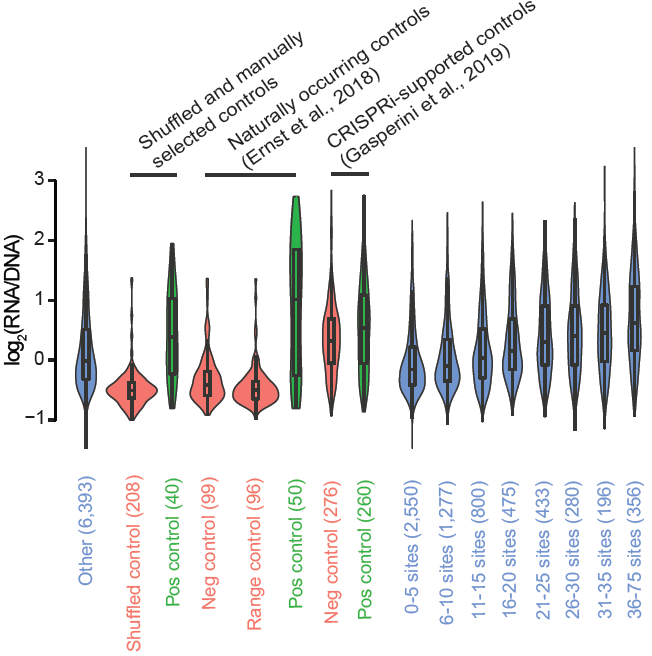 Shuffled and manually
selected controls
Naturally occurring controls
(Ernst et al., 2018)
CRISPRi-supported controls
(Gasperini et al., 2019)
log2(RNA/DNA)
3
2
1
0
−1
Other (6,393)
Shuffled control (208)
Pos control (40)
Neg control (99)
Range control (96)
Pos control (50)
Neg control (276)
Pos control (260)
0-5 sites (2,550)
6-10 sites (1,277)
11-15 sites (800)
16-20 sites (475)
21-25 sites (433)
26-30 sites (280)
31-35 sites (196)
36-75 sites (356)